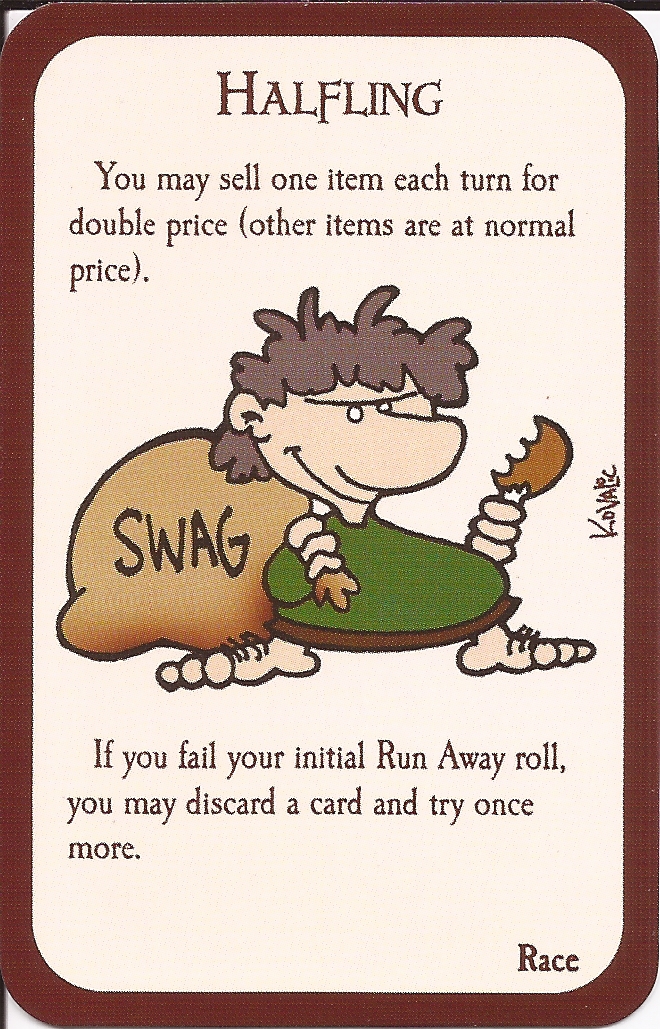 HALFLING
You may sell one item each turn for
double price (other items are at normal
price).
SWAG
KOVALIC
If you fail your initial Run Away roll,
you may discard a card and try once
more.
Race